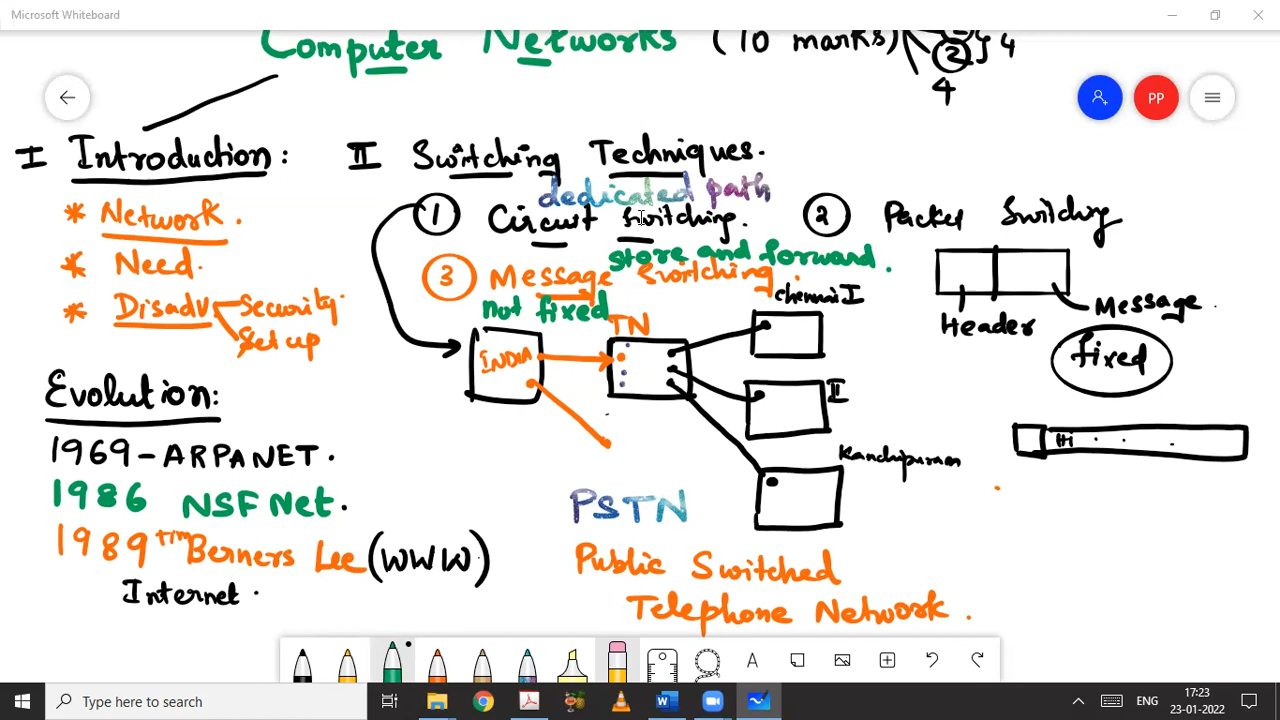 Microsoft Whiteboard
Computer Networks (10 marks)
2 } 4
4
PP
I Introduction:
* Network.
* Need.
* Disadv
Security
Set up
Evolution:
1969 - ARPANET.
1986 NSFNet.
1989 Tim Berners Lee (WWW)
Internet.
II Switching Techniques.
dedicated path
1 Circuit Switching.
store and forward.
3 Message Switching.
not fixed
TN
INDIA
Chennai I
II
Kanchipuram
PSTN
Public Switched
Telephone Network.
2 Packet Switching
Message
Header
fixed
Hi . . .
Type here to search
ENG
17:23
23-01-2022